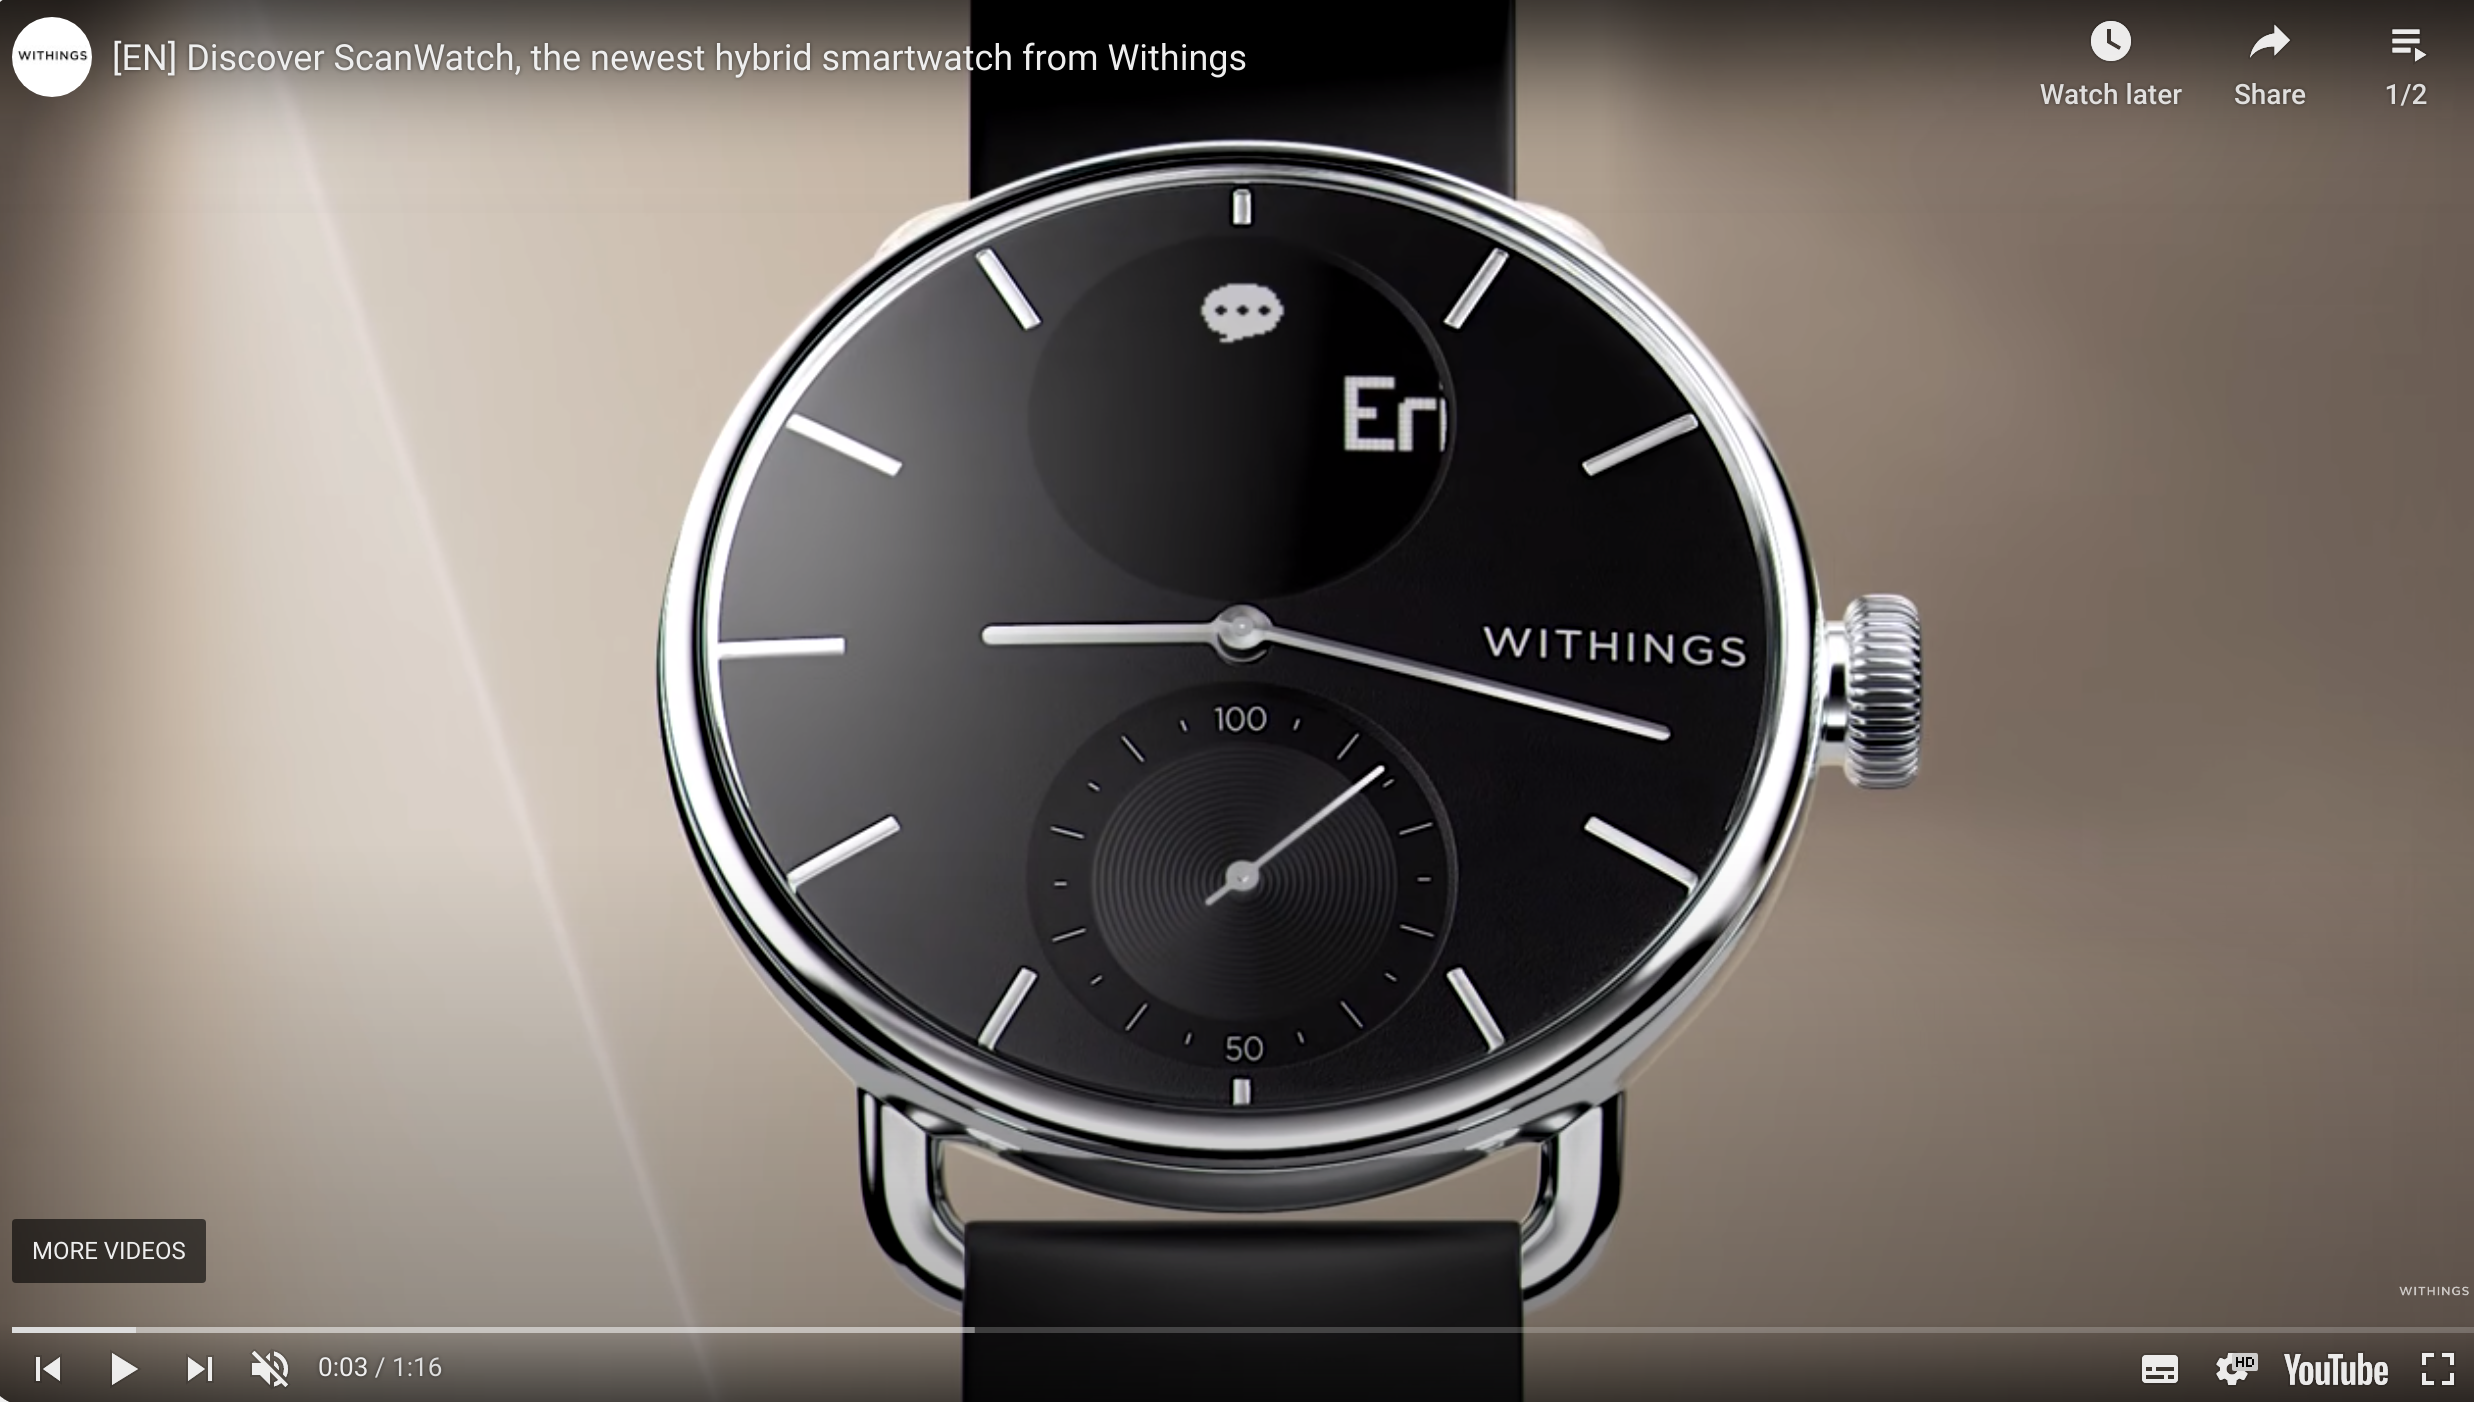 WITHINGS
[EN] Discover ScanWatch, the newest hybrid smartwatch from Withings
Watch later
Share
1/2
WITHINGS
100
50
MORE VIDEOS
WITHINGS
0:03 / 1:16
HD
YouTube